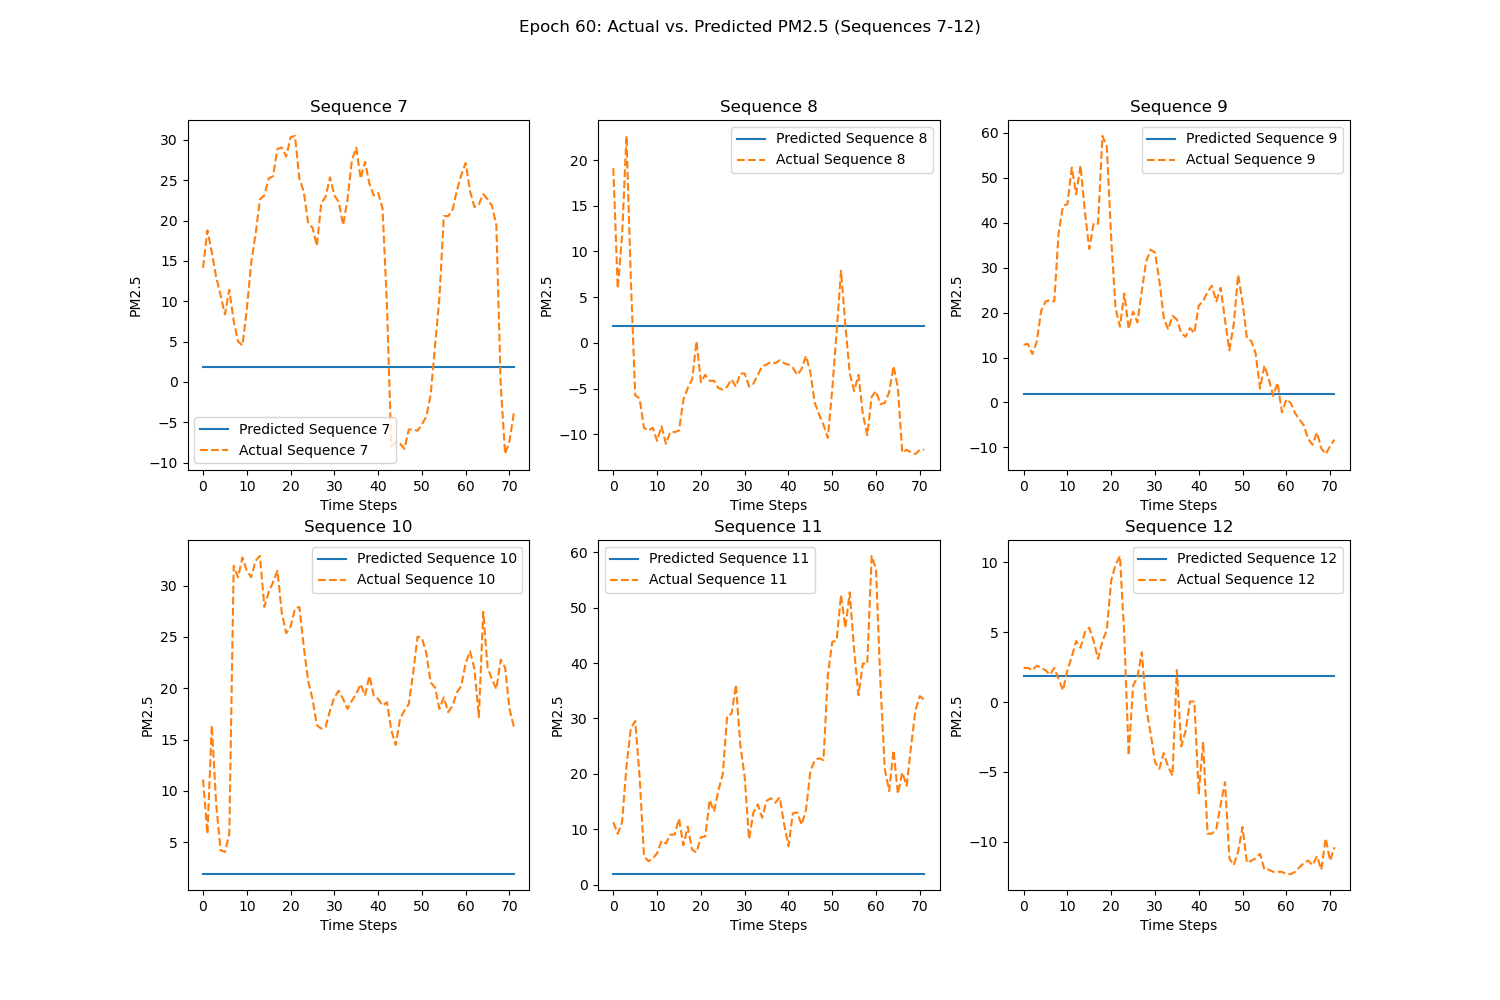 Epoch 60: Actual vs. Predicted PM2.5 (Sequences 7-12)
Sequence 7
30
25
20
15
10
5
0
−5
−10
PM2.5
Predicted Sequence 7
Actual Sequence 7
0 10 20 30 40 50 60 70
Time Steps
Sequence 8
20
15
10
5
0
−5
−10
PM2.5
Predicted Sequence 8
Actual Sequence 8
0 10 20 30 40 50 60 70
Time Steps
Sequence 9
60
50
40
30
20
10
0
−10
PM2.5
Predicted Sequence 9
Actual Sequence 9
0 10 20 30 40 50 60 70
Time Steps
Sequence 10
30
25
20
15
10
5
PM2.5
Predicted Sequence 10
Actual Sequence 10
0 10 20 30 40 50 60 70
Time Steps
Sequence 11
60
50
40
30
20
10
0
PM2.5
Predicted Sequence 11
Actual Sequence 11
0 10 20 30 40 50 60 70
Time Steps
Sequence 12
10
5
0
−5
−10
PM2.5
Predicted Sequence 12
Actual Sequence 12
0 10 20 30 40 50 60 70
Time Steps